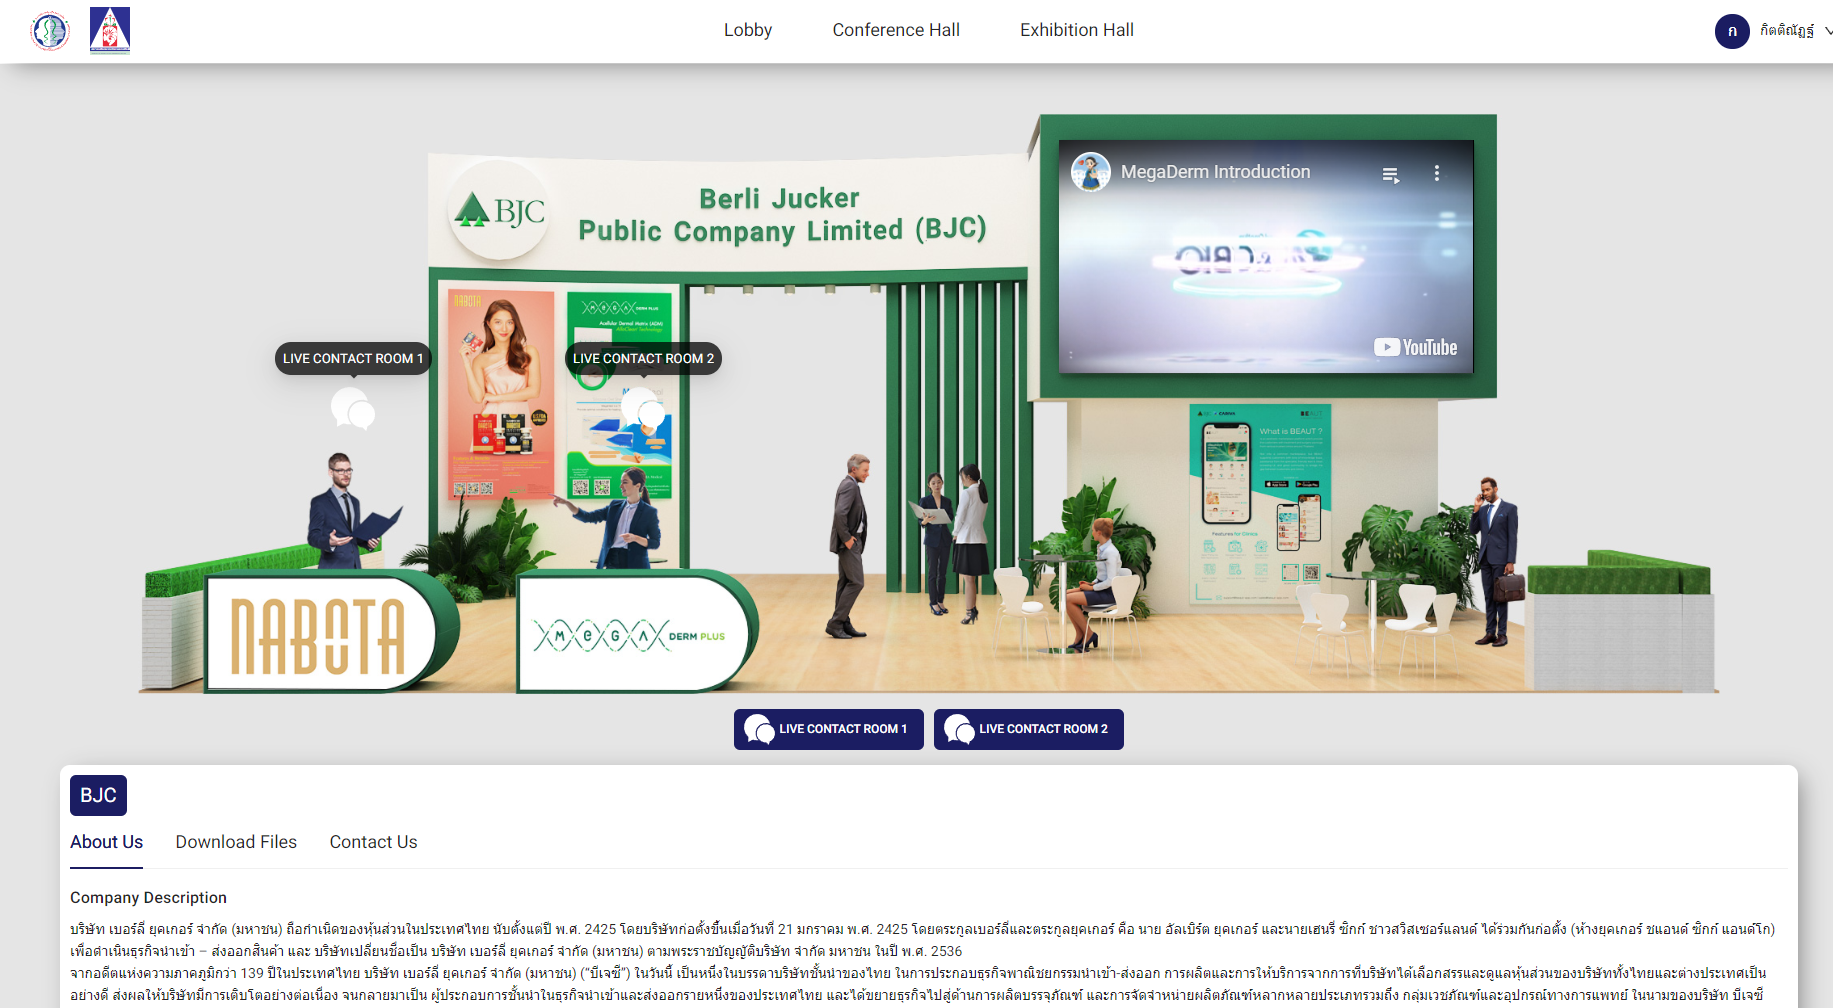 Lobby
Conference Hall
Exhibition Hall
ก
กิตติณัฏฐ์
BJC
Berli Jucker
Public Company Limited (BJC)
MegaDerm Introduction
YouTube
NABOTA
MEGA DERM PLUS
Acellular Dermal Matrix (ADM)
LIVE CONTACT ROOM 1
LIVE CONTACT ROOM 2
What is BEAUT ?
Features for Clinics
NABOTA
MEGA DERM PLUS
LIVE CONTACT ROOM 1
LIVE CONTACT ROOM 2
BJC
About Us
Download Files
Contact Us
Company Description
บริษัท เบอร์ลี่ ยุคเกอร์ จำกัด (มหาชน) ถือกำเนิดของหุ้นส่วนในประเทศไทย นับตั้งแต่ปี พ.ศ. 2425 โดยบริษัทก่อตั้งขึ้นเมื่อวันที่ 21 มกราคม พ.ศ. 2425 โดยตระกูลเบอร์ลี่และตระกูลยุคเกอร์ คือ นาย อัลเบิร์ต ยุคเกอร์ และนายเฮนรี่ ซิกก์ ชาวสวิสเซอร์แลนด์ ได้ร่วมกันก่อตั้ง (ห้างยุคเกอร์ ซแอนด์ ซิกก์ แอนด์โก)
เพื่อดำเนินธุรกิจนำเข้า – ส่งออกสินค้า และ บริษัทเปลี่ยนชื่อเป็น บริษัท เบอร์ลี่ ยุคเกอร์ จำกัด (มหาชน) ตามพระราชบัญญัติบริษัท จำกัด มหาชน ในปี พ.ศ. 2536
จากอดีตแห่งความภาคภูมิกว่า 139 ปีในประเทศไทย บริษัท เบอร์ลี่ ยุคเกอร์ จำกัด (มหาชน) ("บีเจซี") ในวันนี้ เป็นหนึ่งในบรรดาบริษัทชั้นนำของไทย ในการประกอบธุรกิจพาณิชยกรรมนำเข้า-ส่งออก การผลิตและการให้บริการจากการที่บริษัทได้เลือกสรรและดูแลหุ้นส่วนของบริษัททั้งไทยและต่างประเทศเป็น
อย่างดี ส่งผลให้บริษัทมีการเติบโตอย่างต่อเนื่อง จนกลายมาเป็น ผู้ประกอบการชั้นนำในธุรกิจนำเข้าและส่งออกรายหนึ่งของประเทศไทย และได้ขยายธุรกิจไปสู่ด้านการผลิตบรรจุภัณฑ์ และการจัดจำหน่ายผลิตภัณฑ์หลากหลายประเภทรวมถึง กลุ่มเวชภัณฑ์และอุปกรณ์ทางการแพทย์ ในนามของบริษัท บีเจซี